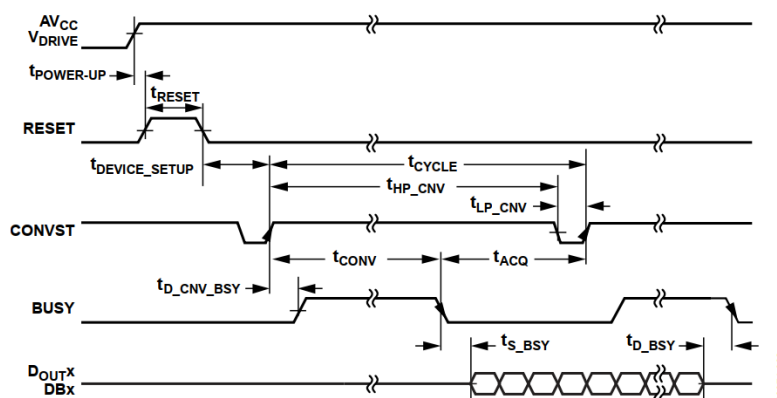 AVCC
VDRIVE
tPOWER-UP
tRESET
RESET
tDEVICE_SETUP
tCYCLE
tHP_CNV
tLP_CNV
CONVST
tCONV
tACQ
tD_CNV_BSY
BUSY
tS_BSY
tD_BSY
DOUTX
DBx